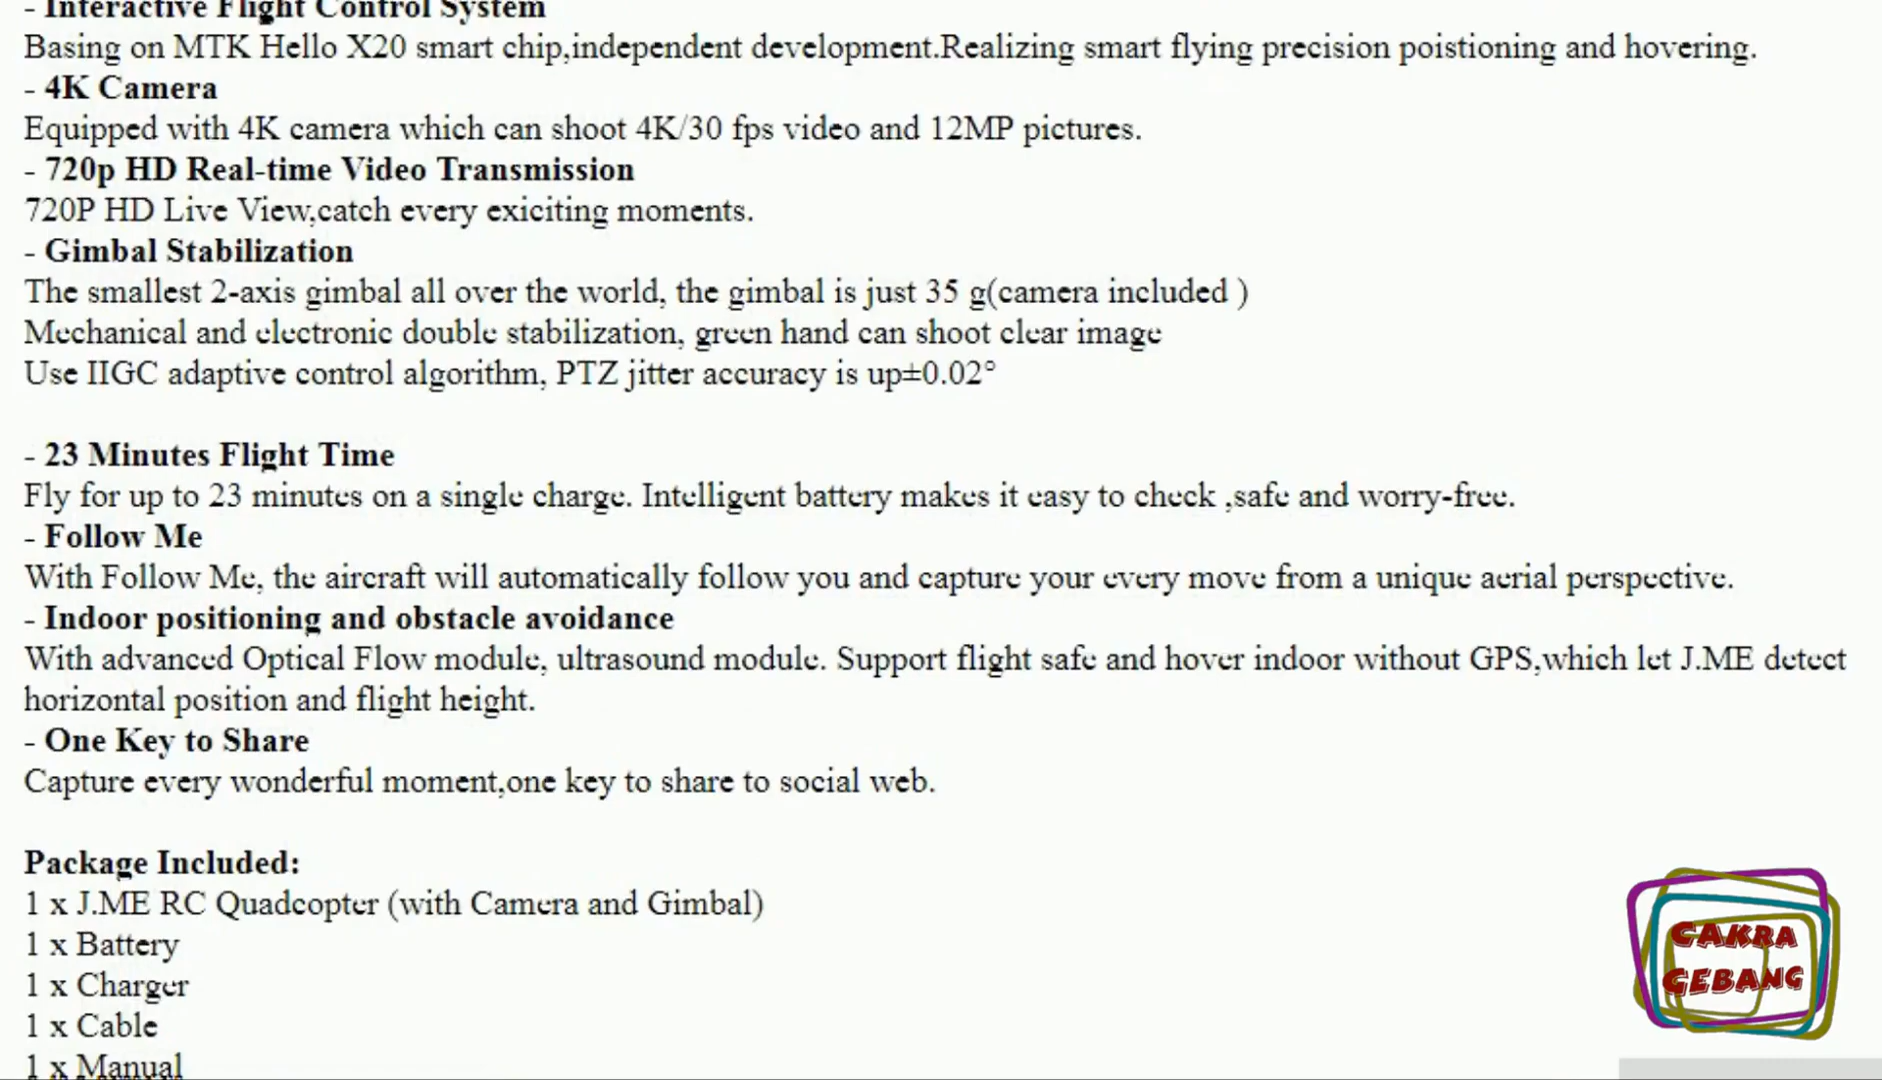 - Interactive Flight Control System
Basing on MTK Hello X20 smart chip,independent development.Realizing smart flying precision poistioning and hovering.
- 4K Camera
Equipped with 4K camera which can shoot 4K/30 fps video and 12MP pictures.
- 720p HD Real-time Video Transmission
720P HD Live View,catch every exiciting moments.
- Gimbal Stabilization
The smallest 2-axis gimbal all over the world, the gimbal is just 35 g(camera included )
Mechanical and electronic double stabilization, green hand can shoot clear image
Use IIGC adaptive control algorithm, PTZ jitter accuracy is up±0.02°
- 23 Minutes Flight Time
Fly for up to 23 minutes on a single charge. Intelligent battery makes it easy to check ,safe and worry-free.
- Follow Me
With Follow Me, the aircraft will automatically follow you and capture your every move from a unique aerial perspective.
- Indoor positioning and obstacle avoidance
With advanced Optical Flow module, ultrasound module. Support flight safe and hover indoor without GPS,which let J.ME detect
horizontal position and flight height.
- One Key to Share
Capture every wonderful moment,one key to share to social web.
Package Included:
1 x J.ME RC Quadcopter (with Camera and Gimbal)
1 x Battery
1 x Charger
1 x Cable
1 x Manual
CAKRA
GEBANG